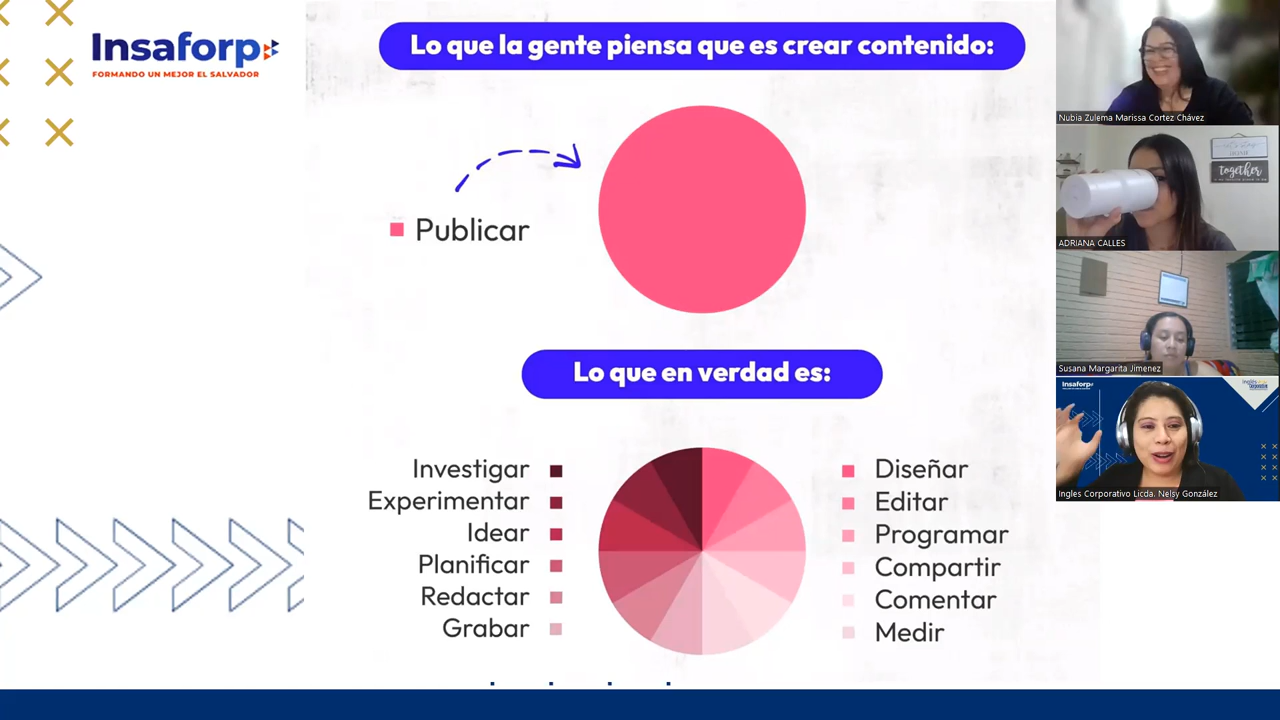 Insaforp
FORMANDO UN MEJOR EL SALVADOR
Lo que la gente piensa que es crear contenido:
Publicar
Lo que en verdad es:
Investigar
Experimentar
Idear
Planificar
Redactar
Grabar
Diseñar
Editar
Programar
Compartir
Comentar
Medir
Nubia Zulema Marissa Cortez Chávez
together
ADRIANA CALLES
Susana Margarita Jimenez
Insaforp
Ingles Corporativo Licda. Nelsy González